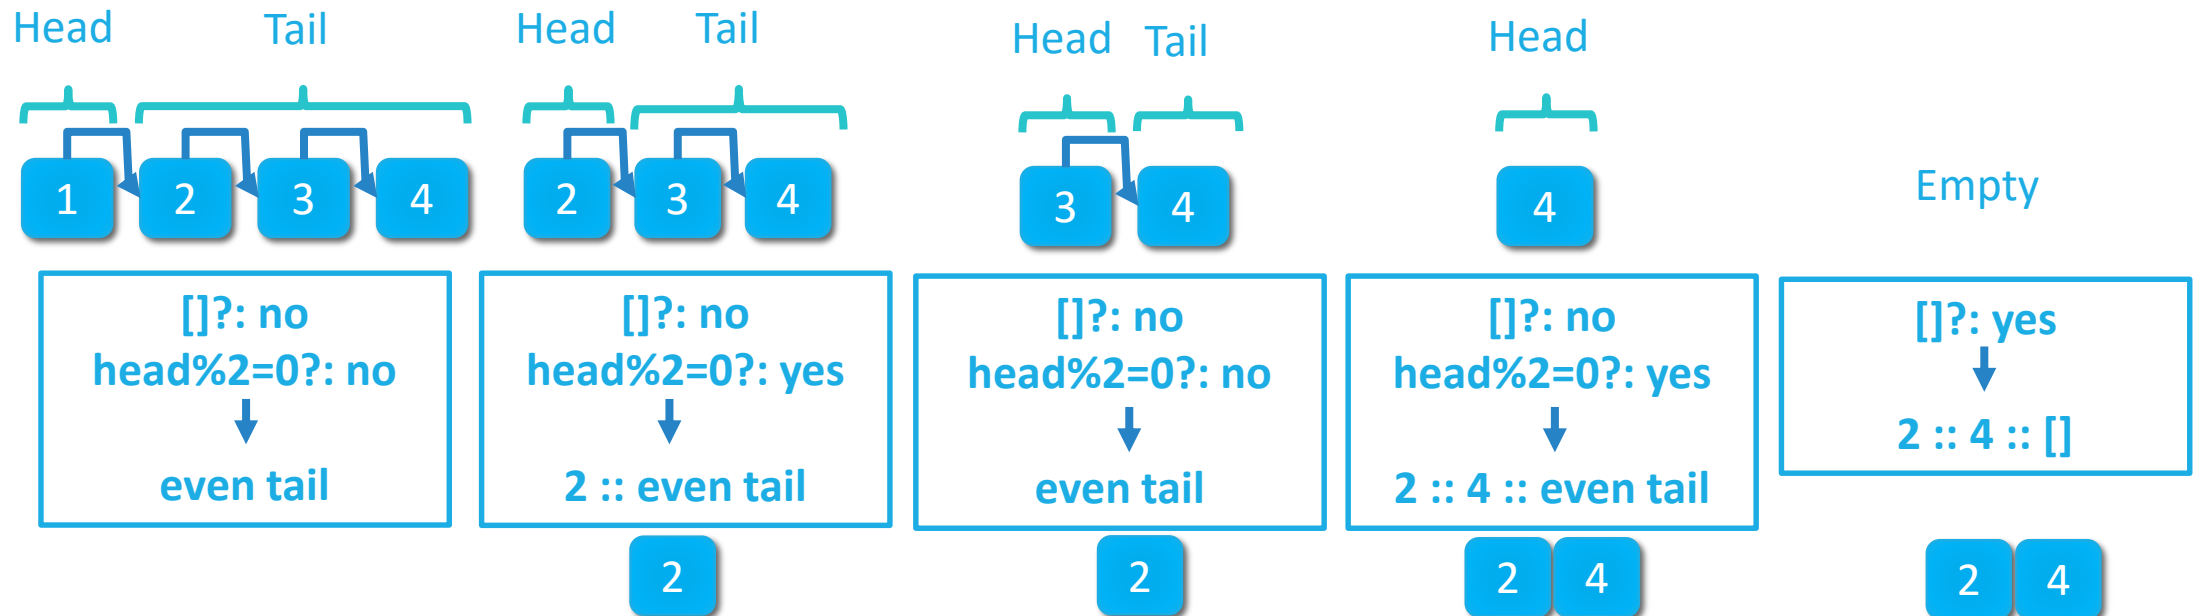 Head Tail
1 2 3 4
[]?: no
head%2=0?: no
even tail
Head Tail
2 3 4
[]?: no
head%2=0?: yes
2 :: even tail
2
Head Tail
3 4
[]?: no
head%2=0?: no
even tail
2
Head
4
[]?: no
head%2=0?: yes
2 :: 4 :: even tail
2 4
Empty
[]?: yes
2 :: 4 :: []
2 4